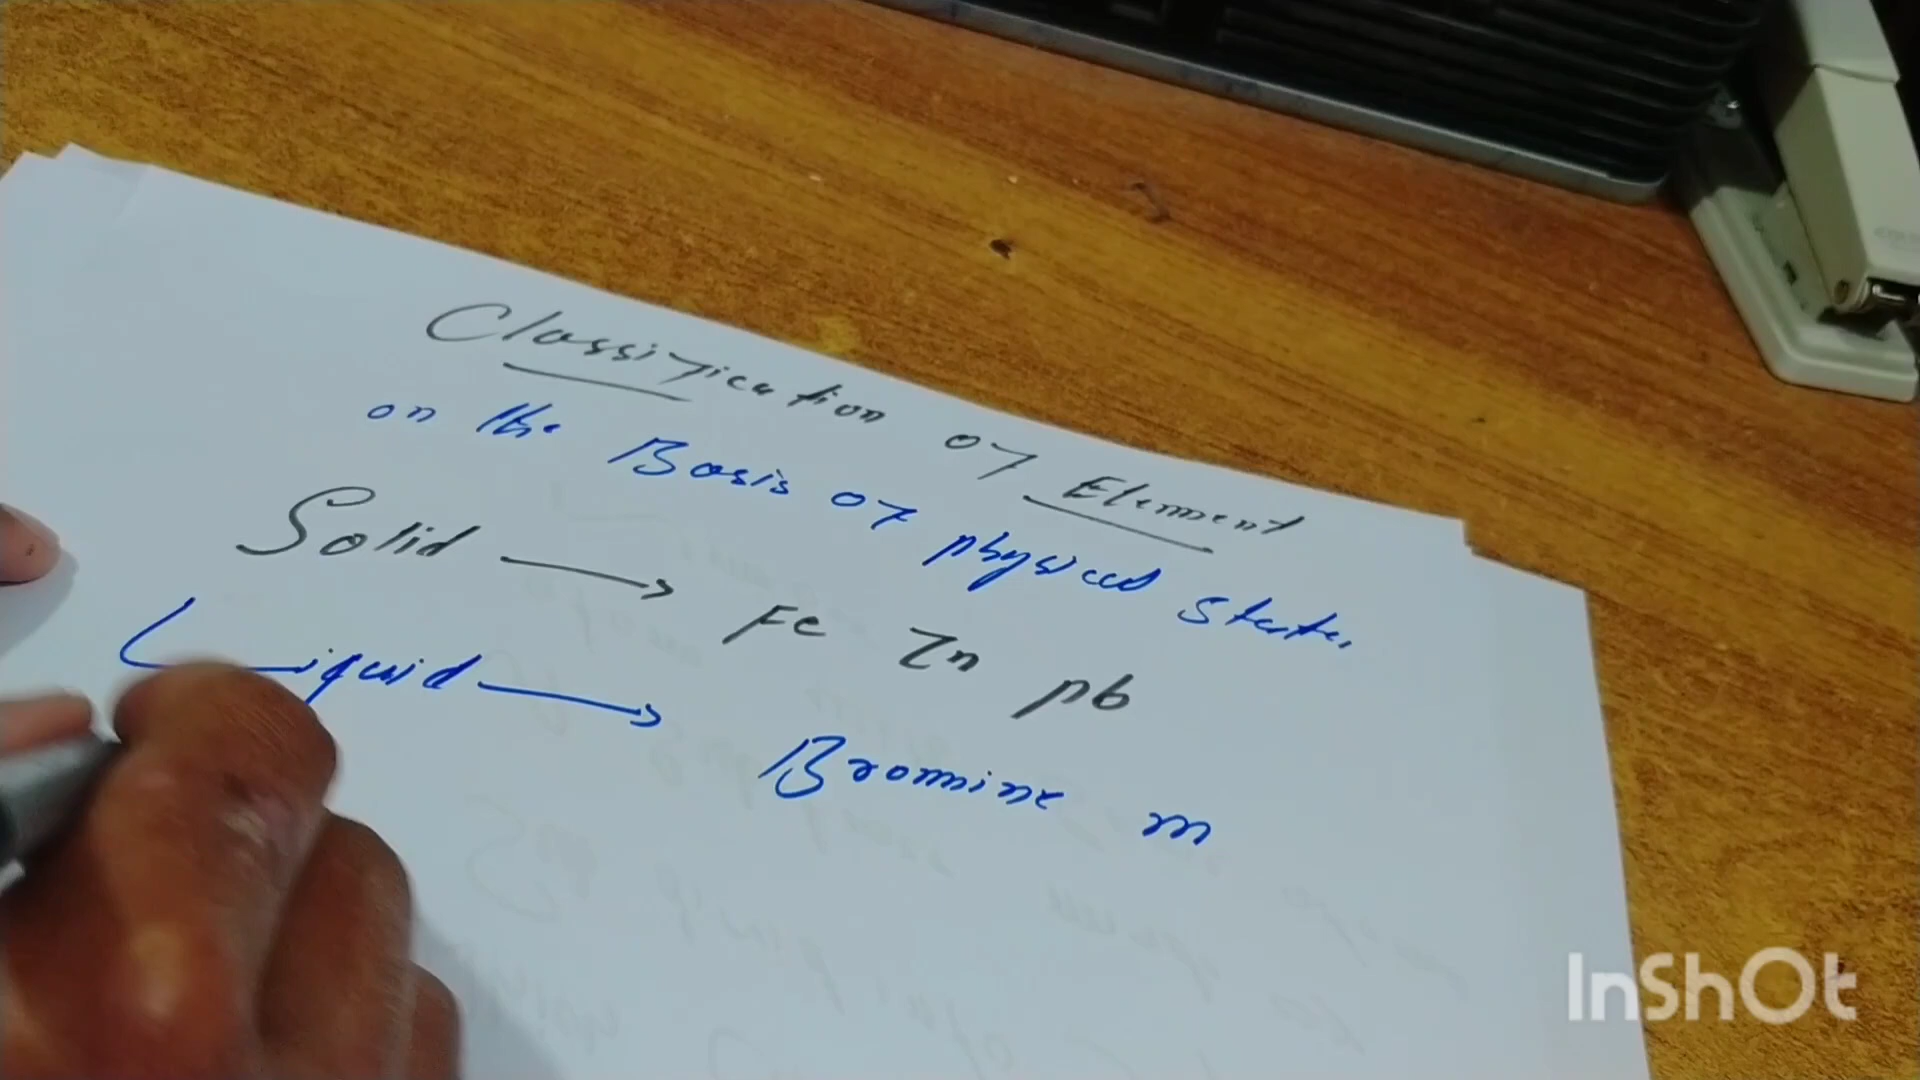 Classification of Element
on the Basis of physical state.
Solid → Fe Zn pb
Liquid → Bromine m
InShOt